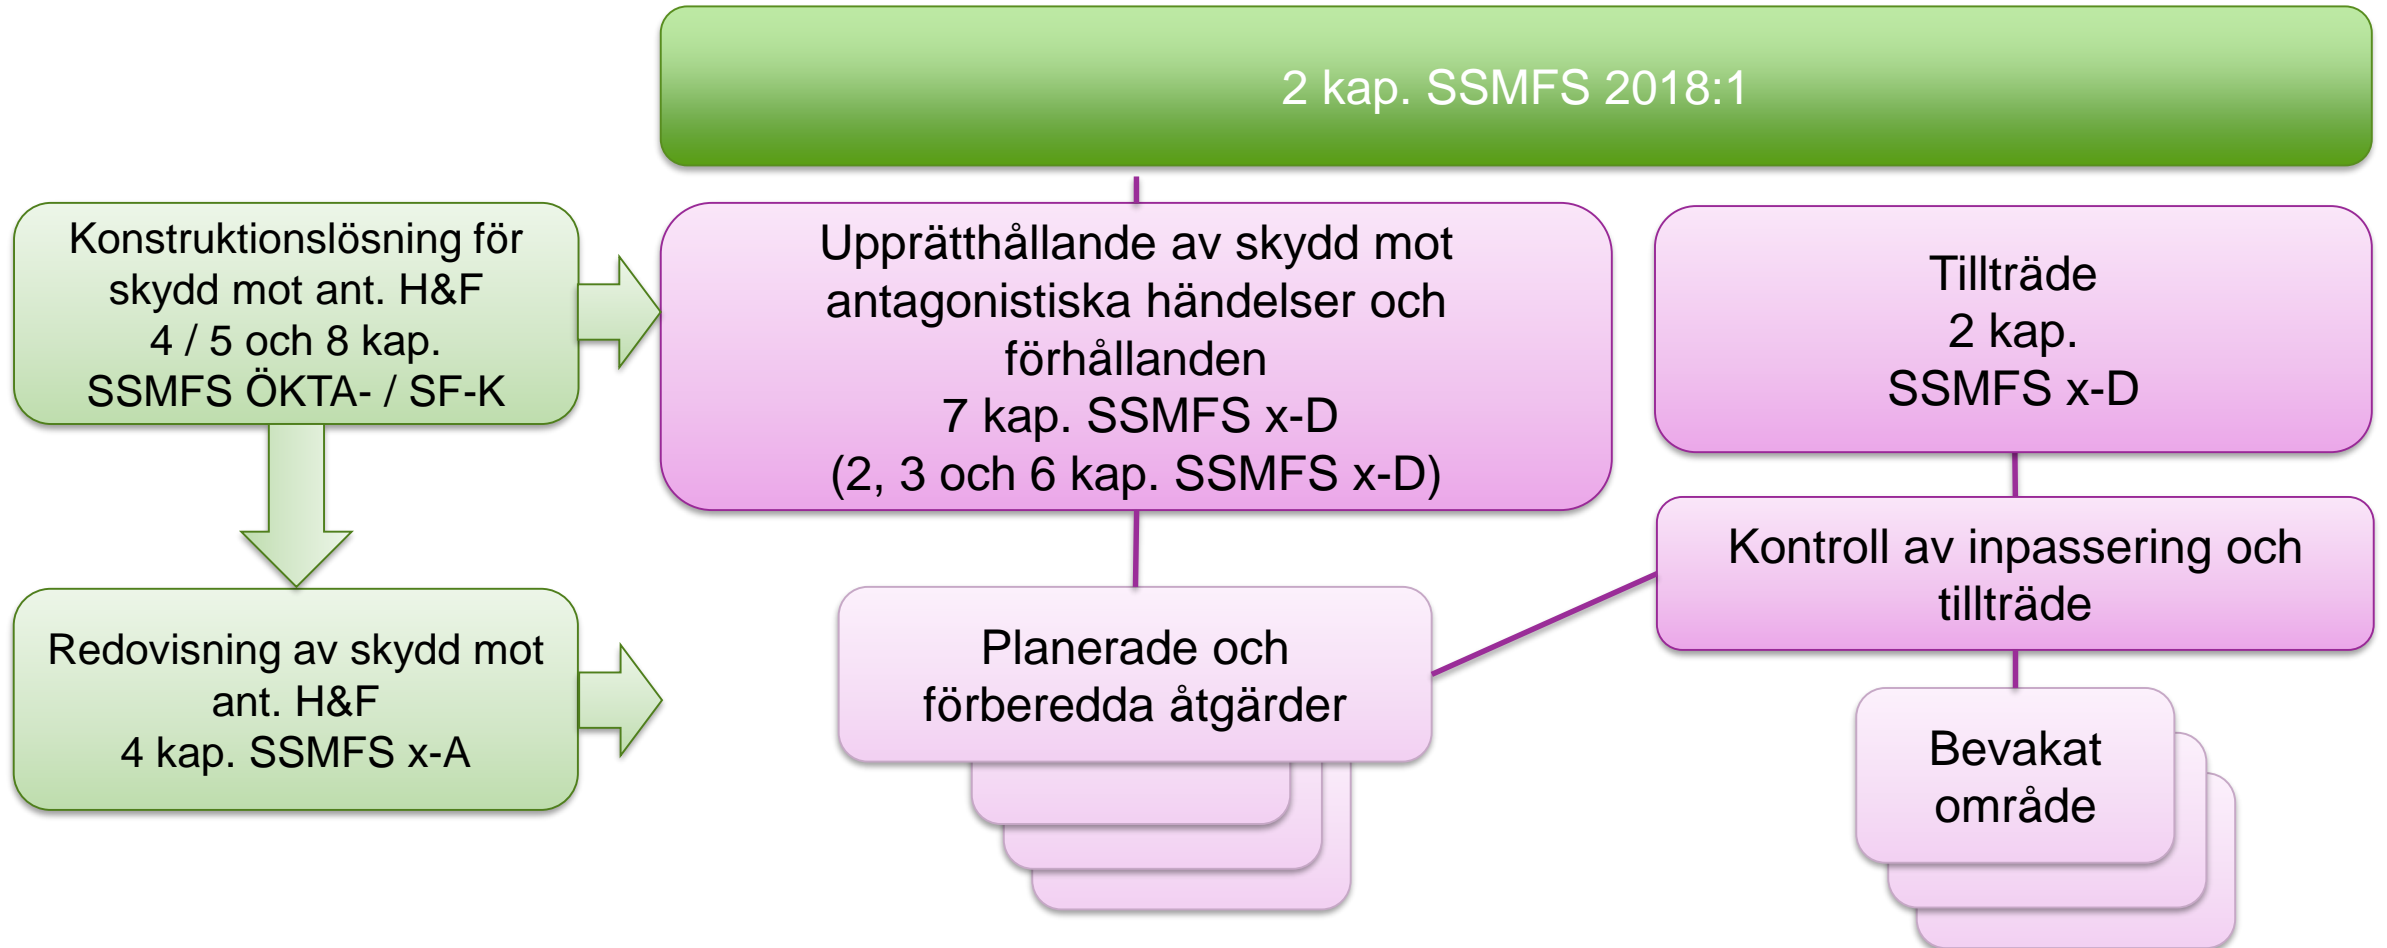 2 kap. SSMFS 2018:1
Konstruktionslösning för
skydd mot ant. H&F
4 / 5 och 8 kap.
SSMFS ÖKTA- / SF-K
Upprätthållande av skydd mot
antagonistiska händelser och
förhållanden
7 kap. SSMFS x-D
(2, 3 och 6 kap. SSMFS x-D)
Tillträde
2 kap.
SSMFS x-D
Kontroll av inpassering och
tillträde
Redovisning av skydd mot
ant. H&F
4 kap. SSMFS x-A
Planerade och
förberedda åtgärder
Bevakat
område